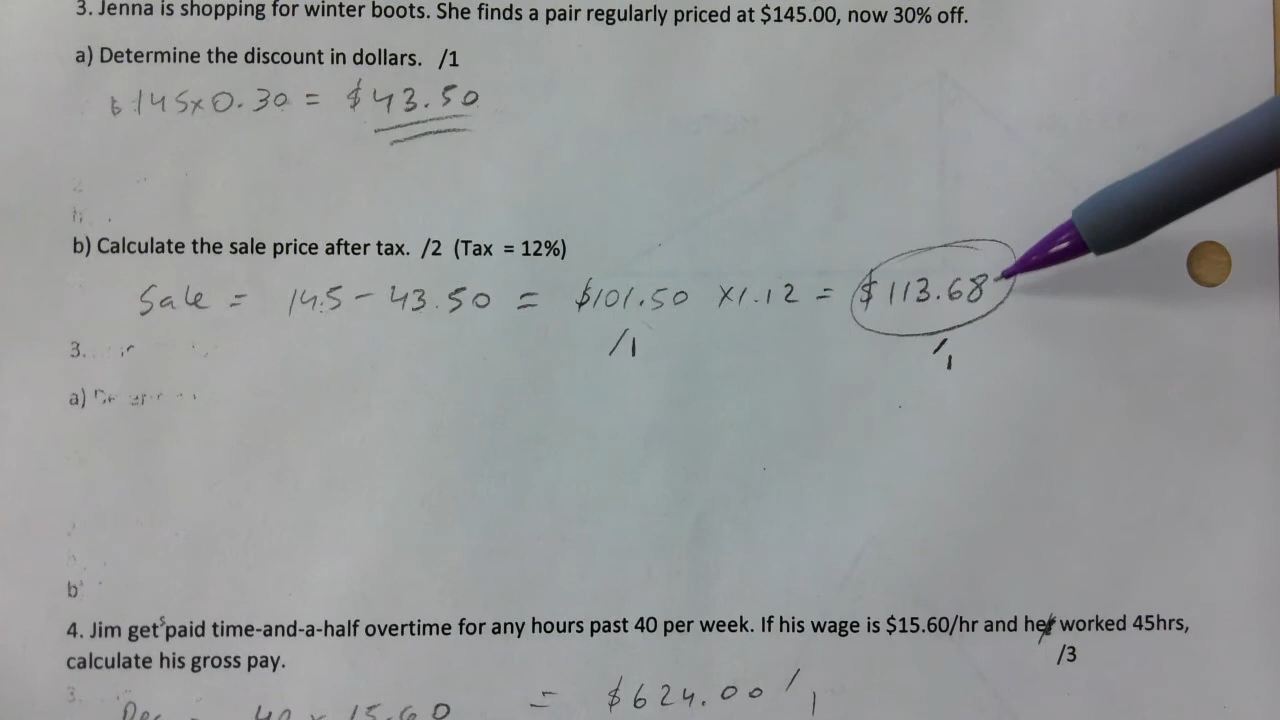 3. Jenna is shopping for winter boots. She finds a pair regularly priced at $145.00, now 30% off.
a) Determine the discount in dollars. /1
$145x0.30 = $43.50
b) Calculate the sale price after tax. /2 (Tax = 12%)
Sale = 145 - 43.50 = $101.50 x1.12 = $113.68
/1 /1
3.
a)
b
4. Jim gets paid time-and-a-half overtime for any hours past 40 per week. If his wage is $15.60/hr and he worked 45hrs,
calculate his gross pay. /3
3.
40 x 15.60 = $624.00 /1